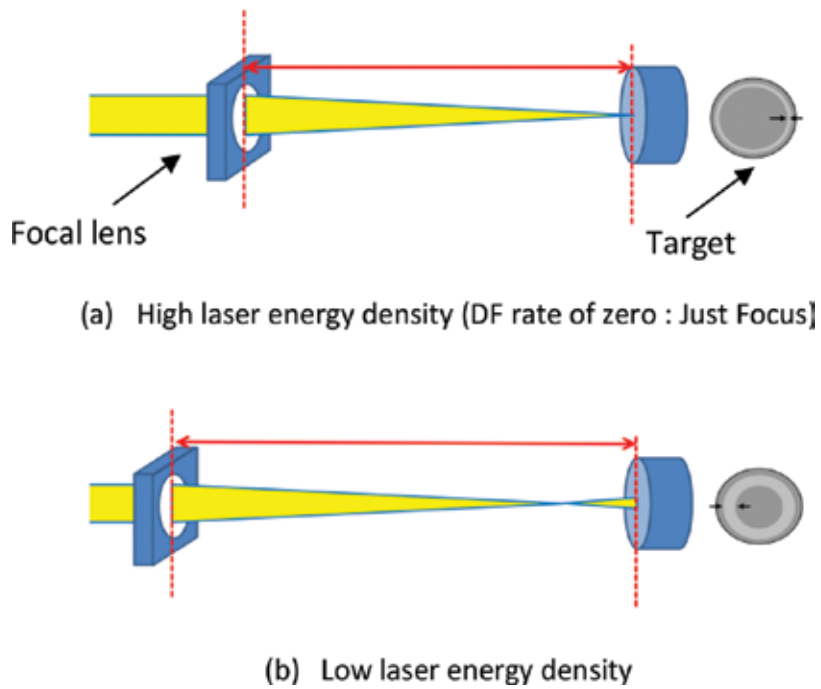 Focal lens
Target
(a) High laser energy density (DF rate of zero : Just Focus)
(b) Low laser energy density